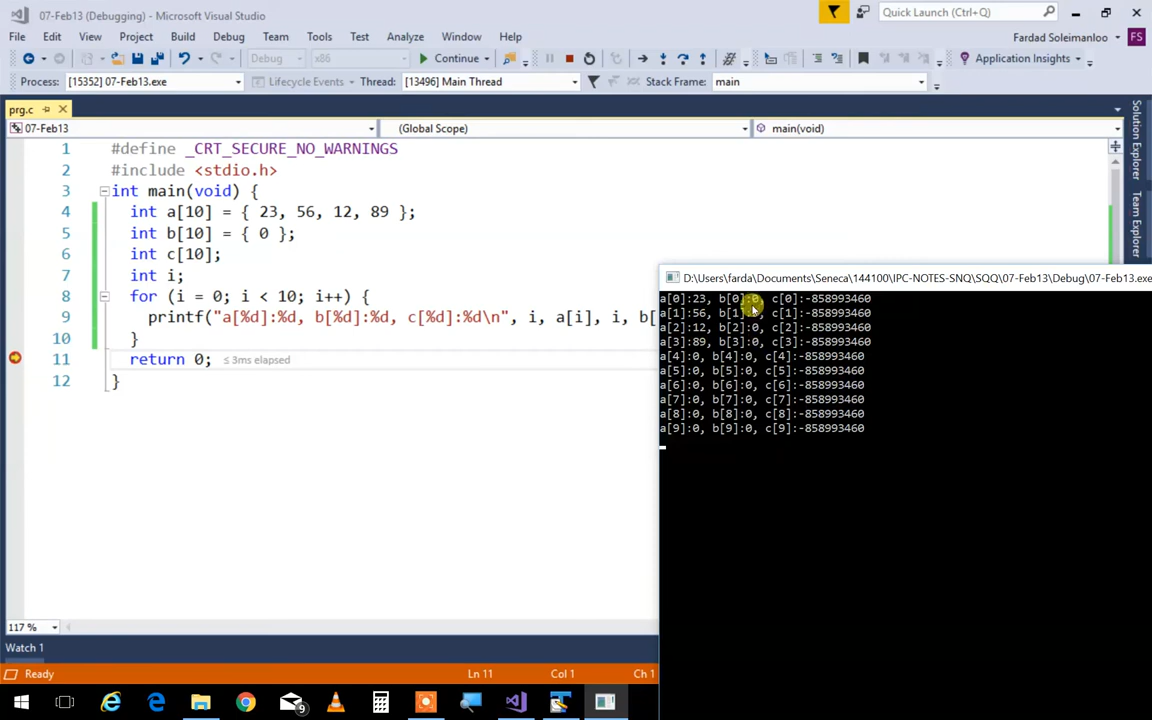 07-Feb13 (Debugging) - Microsoft Visual Studio
Quick Launch (Ctrl+Q)
File Edit View Project Build Debug Team Tools Test Analyze Window Help
Fardad Soleimanloo
FS
Debug x86 Continue Application Insights
Process: [15352] 07-Feb13.exe Lifecycle Events Thread: [13496] Main Thread Stack Frame: main
prg.c
07-Feb13 (Global Scope) main(void)
1 #define _CRT_SECURE_NO_WARNINGS
2 #include <stdio.h>
3 int main(void) {
4 int a[10] = { 23, 56, 12, 89 };
5 int b[10] = { 0 };
6 int c[10];
7 int i;
8 for (i = 0; i < 10; i++) {
9 printf("a[%d]:%d, b[%d]:%d, c[%d]:%d\n", i, a[i], i, b[
10 }
11 return 0; ≤ 3ms elapsed
12 }
Solution Explorer
Team Explorer
D:\Users\farda\Documents\Seneca\144100\IPC-NOTES-SNQ\SQQ\07-Feb13\Debug\07-Feb13.exe
a[0]:23, b[0]:0, c[0]:-858993460
a[1]:56, b[1]:0, c[1]:-858993460
a[2]:12, b[2]:0, c[2]:-858993460
a[3]:89, b[3]:0, c[3]:-858993460
a[4]:0, b[4]:0, c[4]:-858993460
a[5]:0, b[5]:0, c[5]:-858993460
a[6]:0, b[6]:0, c[6]:-858993460
a[7]:0, b[7]:0, c[7]:-858993460
a[8]:0, b[8]:0, c[8]:-858993460
a[9]:0, b[9]:0, c[9]:-858993460
117 %
Watch 1
Ready Ln 11 Col 1 Ch 1
9